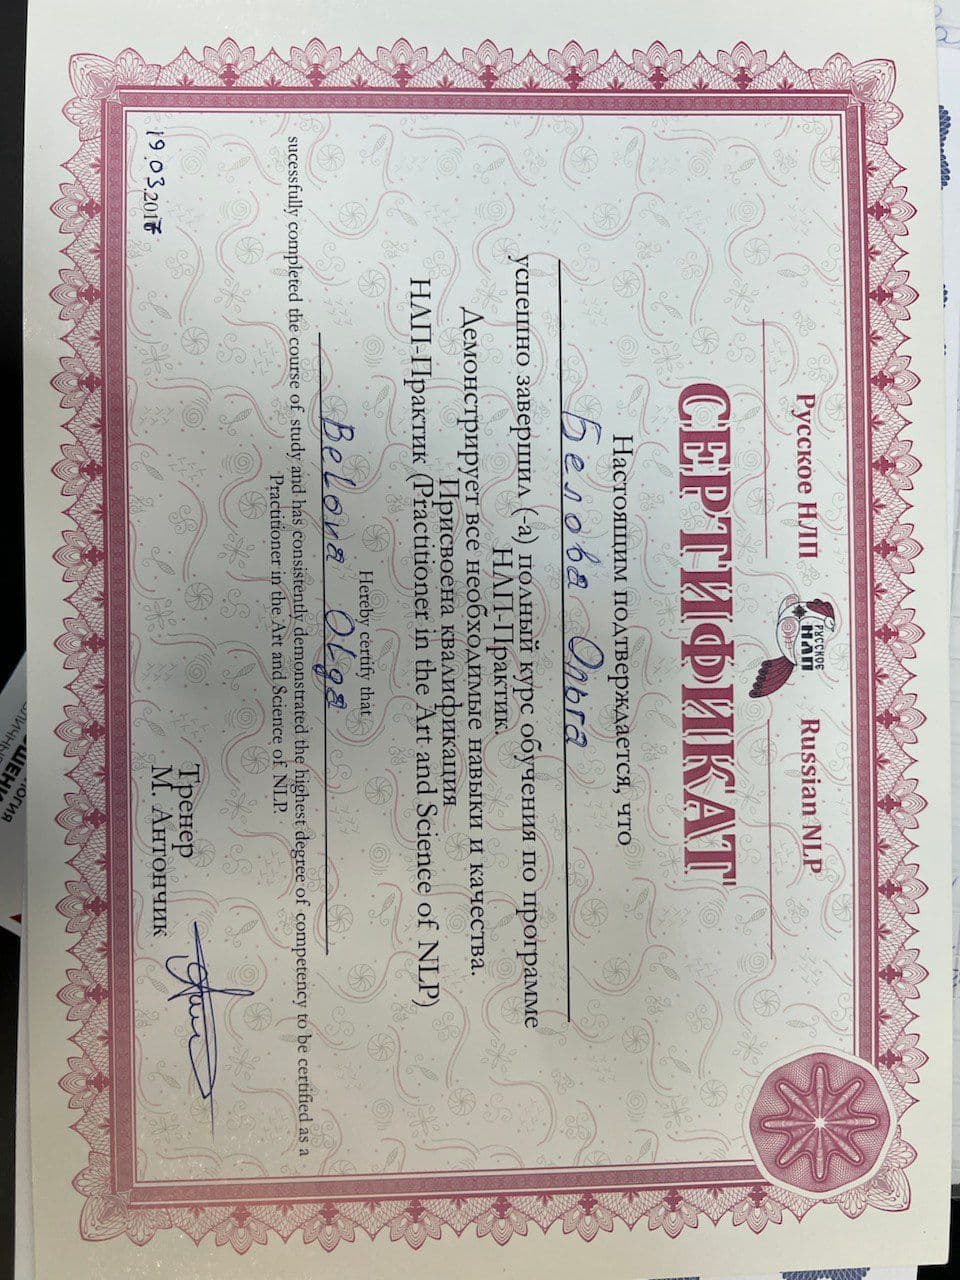 Русское НЛП
РУССКОЕ
НЛП
Russian NLP
СЕРТИФИКАТ
Настоящим подтверждается, что
Белова Ольга
успешно завершил (-а) полный курс обучения по программе
НЛП-Практик.
Демонстрирует все необходимые навыки и качества.
Присвоена квалификация
НЛП-Практик (Practitioner in the Art and Science of NLP)
Hereby certify that
Belova Olga
sucessfully completed the course of study and has consistently demonstrated the highest degree of competency to be certified as a
Practitioner in the Art and Science of NLP.
Тренер
М. Антончик
19.03.2017